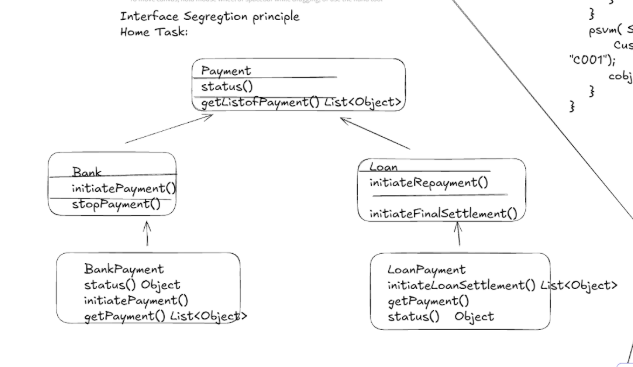 Interface Segregtion principle
Home Task:
}
psvm( S
Cus
"C001");
cobj
}
}
Payment
status()
getListofPayment() List<Object>
Bank
initiatePayment()
stopPayment()
Loan
initiateRepayment()
initiateFinalSettlement()
BankPayment
status() Object
initiatePayment()
getPayment() List<Object>
LoanPayment
initiateLoanSettlement() List<Object>
getPayment()
status() Object